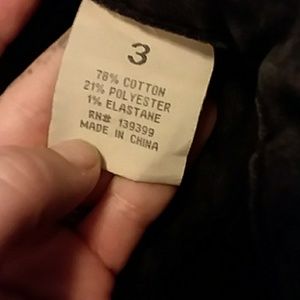 3
78% COTTON
21% POLYESTER
1% ELASTANE
RN# 139399
MADE IN CHINA